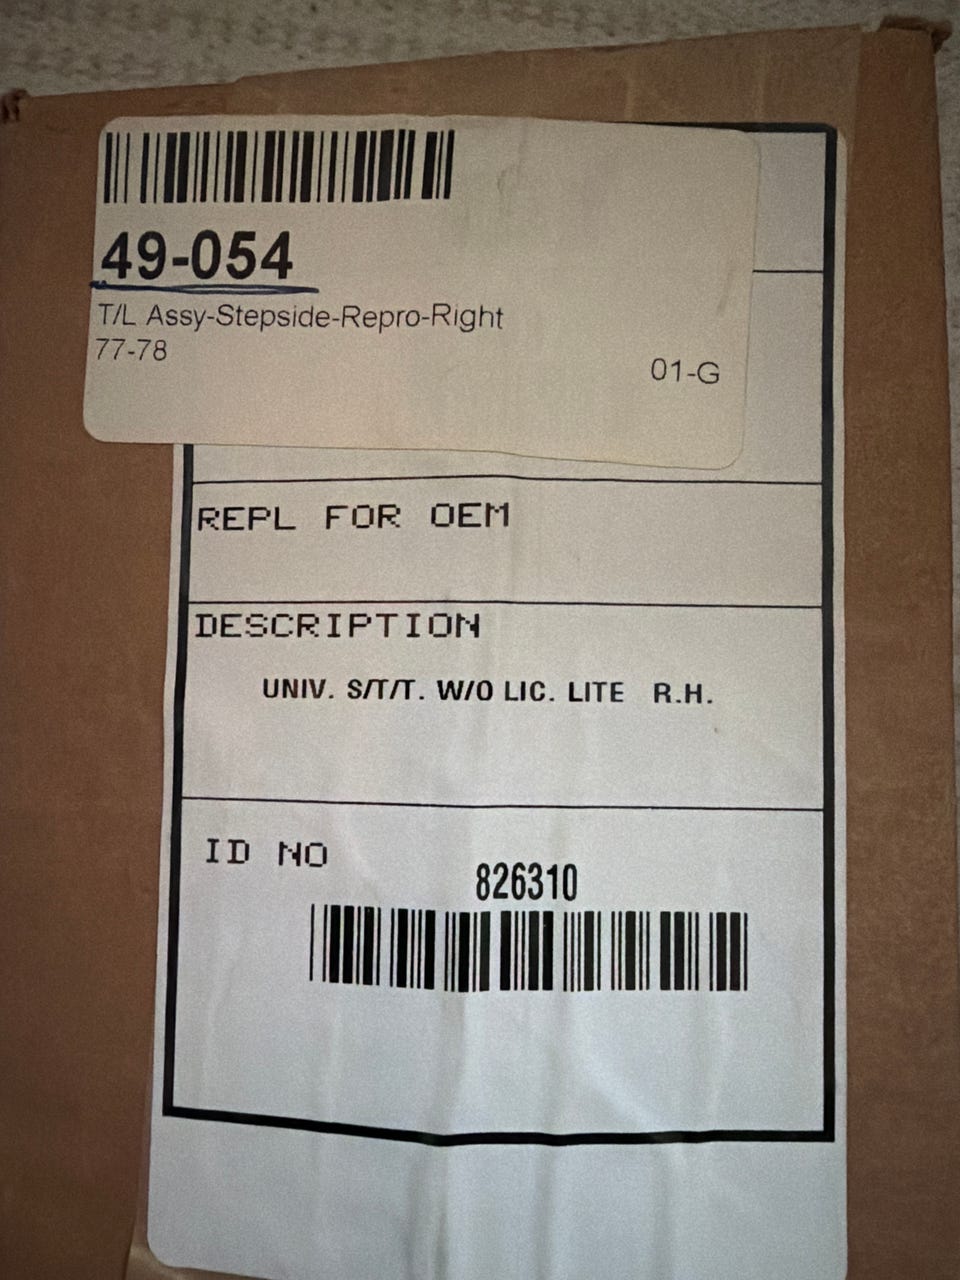 49-054
T/L Assy-Stepside-Repro-Right
77-78
01-G
REPL FOR OEM
DESCRIPTION
UNIV. S/T/T. W/O LIC. LITE R.H.
ID NO
826310